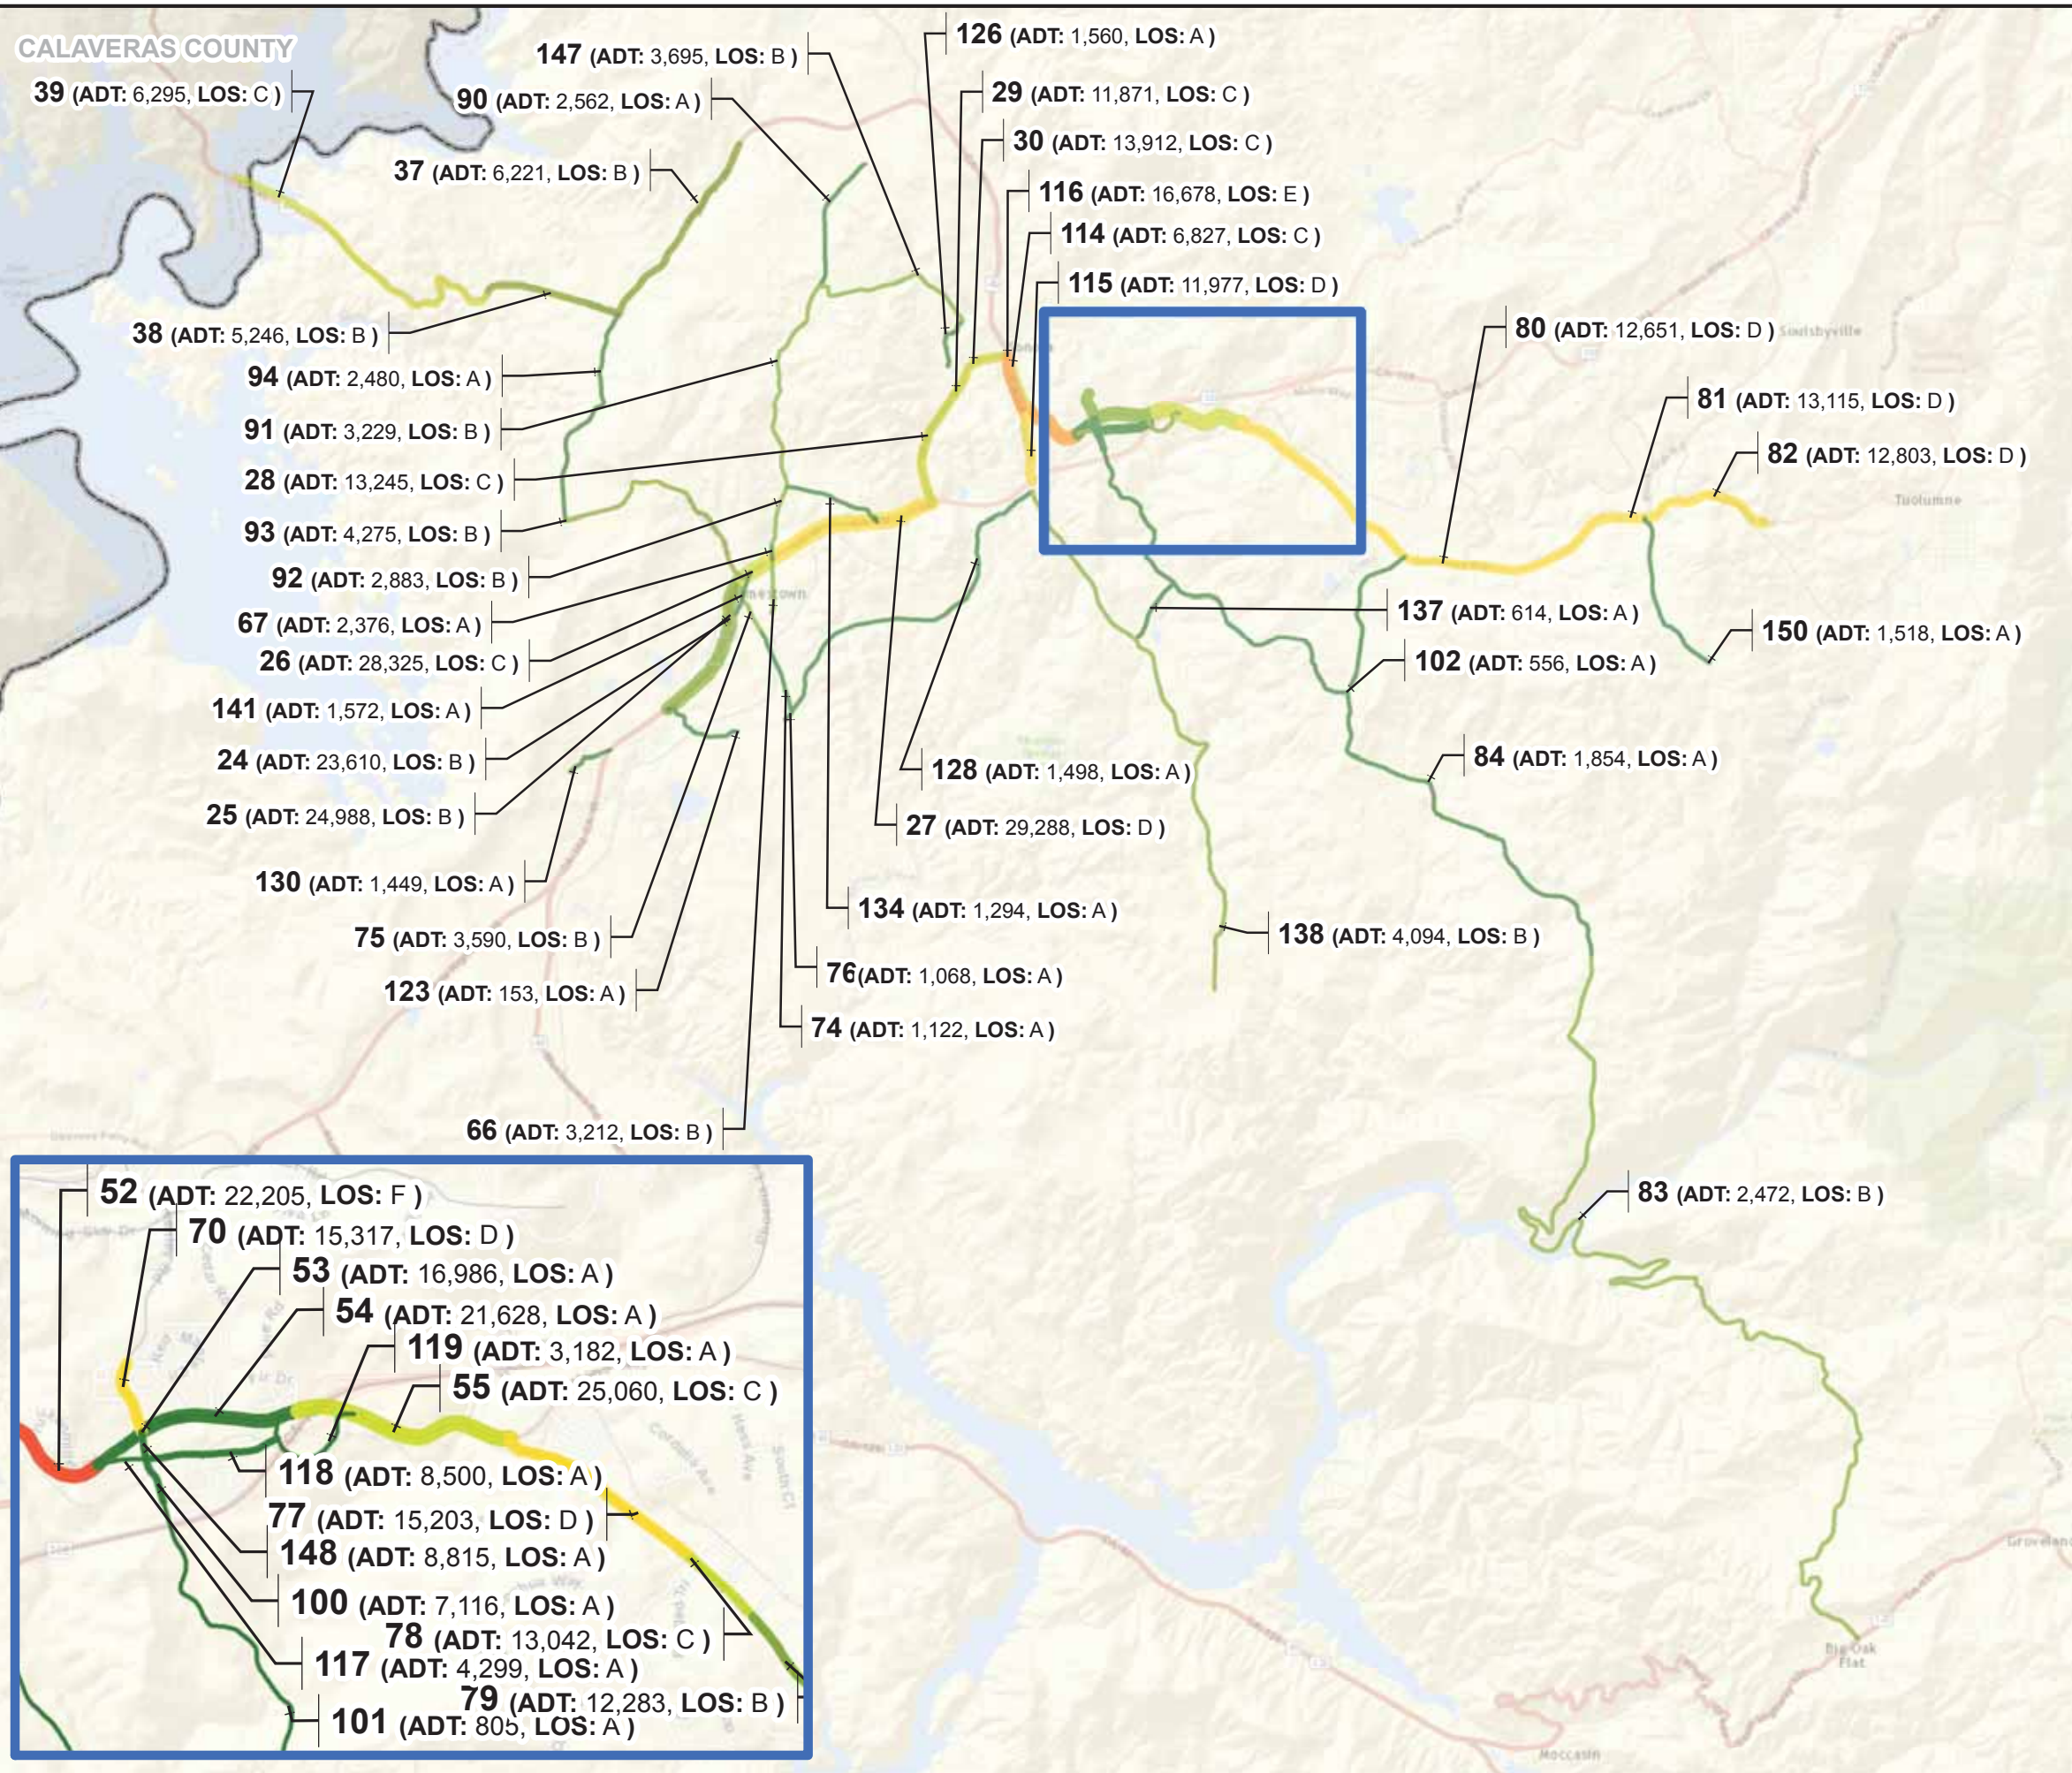 CALAVERAS COUNTY
126 (ADT: 1,560, LOS: A )
147 (ADT: 3,695, LOS: B )
39 (ADT: 6,295, LOS: C )
90 (ADT: 2,562, LOS: A )
29 (ADT: 11,871, LOS: C )
30 (ADT: 13,912, LOS: C )
37 (ADT: 6,221, LOS: B )
116 (ADT: 16,678, LOS: E )
114 (ADT: 6,827, LOS: C )
115 (ADT: 11,977, LOS: D )
38 (ADT: 5,246, LOS: B )
80 (ADT: 12,651, LOS: D )
Soulsbyville
94 (ADT: 2,480, LOS: A )
81 (ADT: 13,115, LOS: D )
91 (ADT: 3,229, LOS: B )
82 (ADT: 12,803, LOS: D )
28 (ADT: 13,245, LOS: C )
Tuolumne
93 (ADT: 4,275, LOS: B )
92 (ADT: 2,883, LOS: B )
67 (ADT: 2,376, LOS: A )
137 (ADT: 614, LOS: A )
150 (ADT: 1,518, LOS: A )
26 (ADT: 28,325, LOS: C )
102 (ADT: 556, LOS: A )
141 (ADT: 1,572, LOS: A )
24 (ADT: 23,610, LOS: B )
84 (ADT: 1,854, LOS: A )
128 (ADT: 1,498, LOS: A )
25 (ADT: 24,988, LOS: B )
27 (ADT: 29,288, LOS: D )
130 (ADT: 1,449, LOS: A )
134 (ADT: 1,294, LOS: A )
75 (ADT: 3,590, LOS: B )
138 (ADT: 4,094, LOS: B )
76(ADT: 1,068, LOS: A )
123 (ADT: 153, LOS: A )
74 (ADT: 1,122, LOS: A )
66 (ADT: 3,212, LOS: B )
83 (ADT: 2,472, LOS: B )
52 (ADT: 22,205, LOS: F )
70 (ADT: 15,317, LOS: D )
53 (ADT: 16,986, LOS: A )
54 (ADT: 21,628, LOS: A )
119 (ADT: 3,182, LOS: A )
55 (ADT: 25,060, LOS: C )
Cordelia Ave
Hess Ave
South Ct
118 (ADT: 8,500, LOS: A )
77 (ADT: 15,203, LOS: D )
148 (ADT: 8,815, LOS: A )
100 (ADT: 7,116, LOS: A )
78 (ADT: 13,042, LOS: C )
117 (ADT: 4,299, LOS: A )
79 (ADT: 12,283, LOS: B )
101 (ADT: 805, LOS: A )
Groveland
Big Oak
Flat
Moccasin